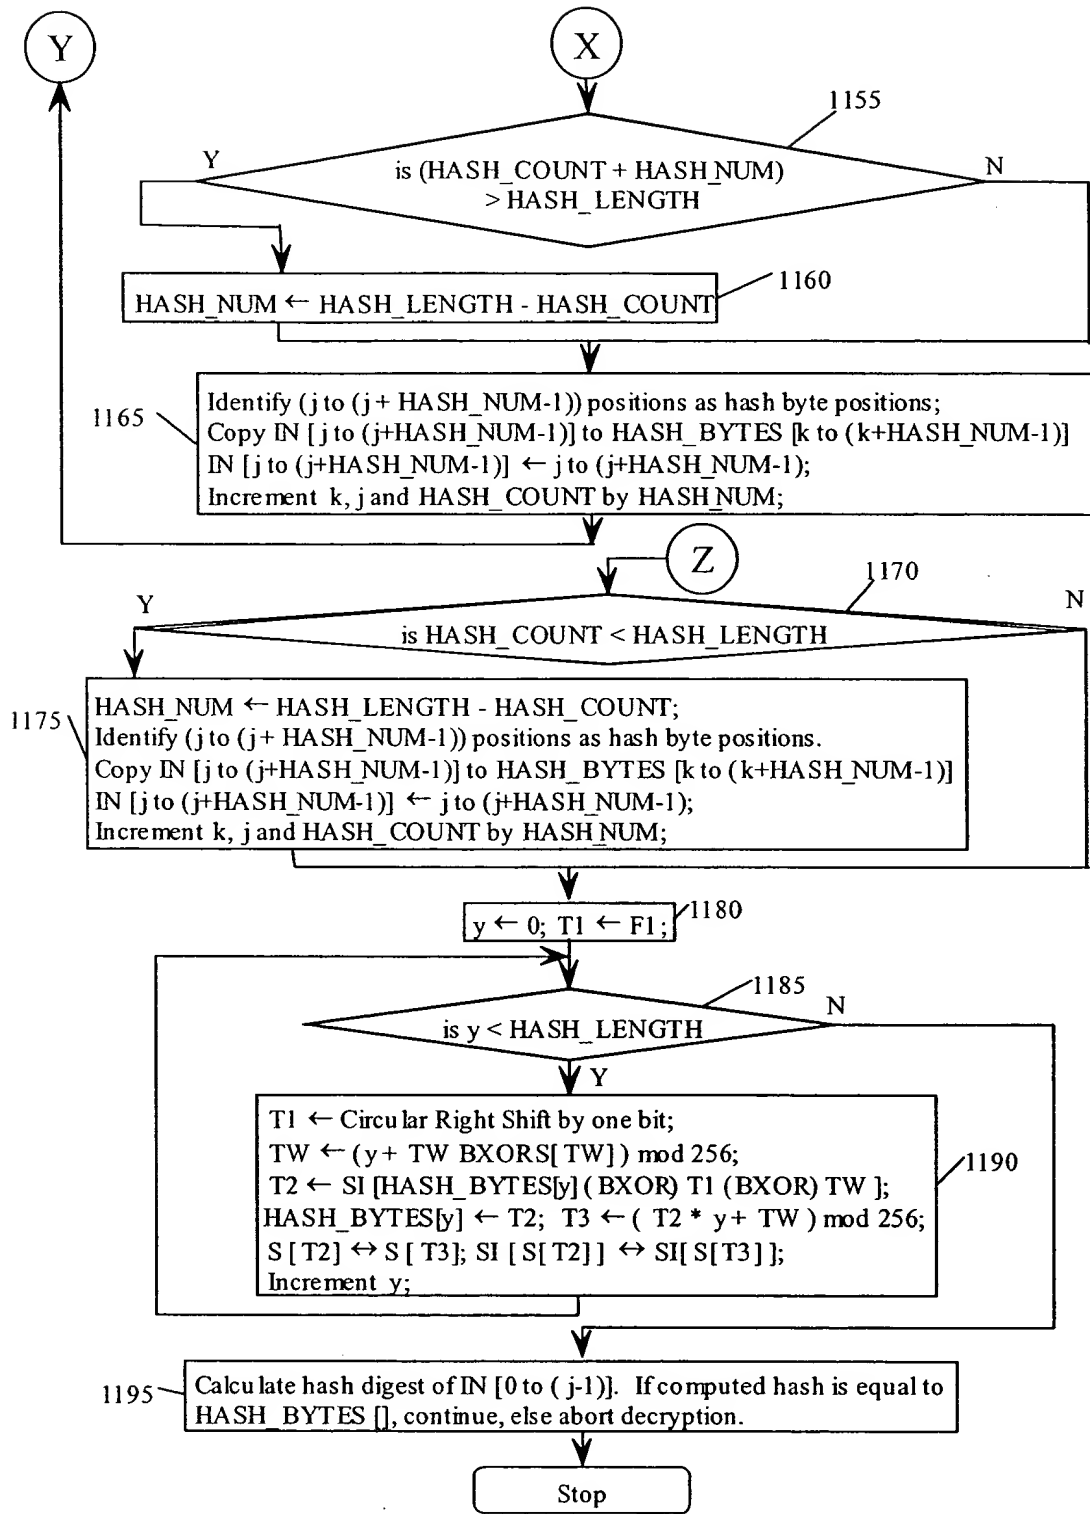 Y
X
1155
Y
N
is (HASH_COUNT + HASH_NUM)
> HASH_LENGTH
1160
HASH_NUM ← HASH_LENGTH - HASH_COUNT
1165
Identify (j to (j + HASH_NUM-1)) positions as hash byte positions;
Copy IN [j to (j+HASH_NUM-1)] to HASH_BYTES [k to (k+HASH_NUM-1)]
IN [j to (j+HASH_NUM-1)] ← j to (j+HASH_NUM-1);
Increment k, j and HASH_COUNT by HASH_NUM;
Z
1170
Y
N
is HASH_COUNT < HASH_LENGTH
1175
HASH_NUM ← HASH_LENGTH - HASH_COUNT;
Identify (j to (j + HASH_NUM-1)) positions as hash byte positions.
Copy IN [j to (j+HASH_NUM-1)] to HASH_BYTES [k to (k+HASH_NUM-1)]
IN [j to (j+HASH_NUM-1)] ← j to (j+HASH_NUM-1);
Increment k, j and HASH_COUNT by HASH_NUM;
1180
y ← 0; T1 ← F1;
1185
N
is y < HASH_LENGTH
Y
T1 ← Circular Right Shift by one bit;
TW ← (y + TW BXORS[TW]) mod 256;
1190
T2 ← SI [HASH_BYTES[y] (BXOR) T1 (BXOR) TW ];
HASH_BYTES[y] ← T2; T3 ← ( T2 * y + TW ) mod 256;
S [T2] ↔ S [ T3]; SI [ S[T2] ] ↔ SI[ S[T3] ];
Increment y;
1195
Calculate hash digest of IN [0 to ( j-1)]. If computed hash is equal to
HASH_BYTES [], continue, else abort decryption.
Stop